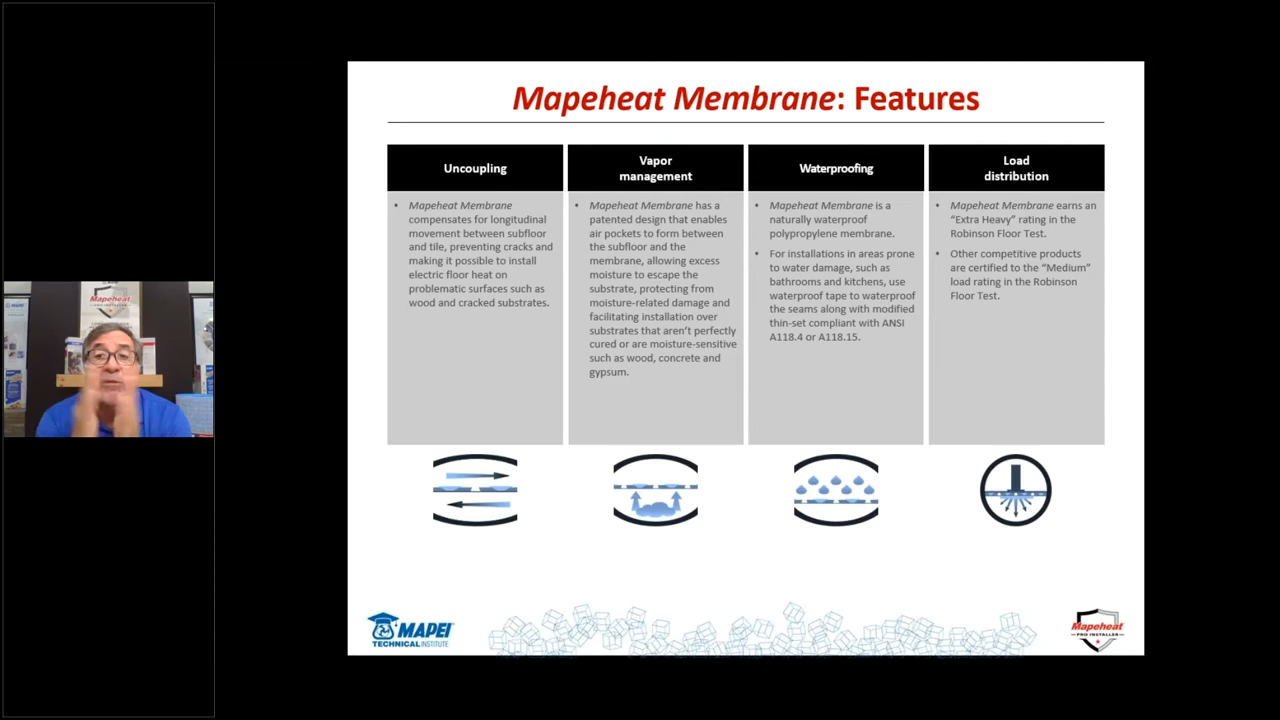 Mapeheat Membrane: Features
Uncoupling
Mapeheat Membrane
compensates for longitudinal
movement between subfloor
and tile, preventing cracks and
making it possible to install
electric floor heat on
problematic surfaces such as
wood and cracked substrates.
Vapor
management
Mapeheat Membrane has a
patented design that enables
air pockets to form between
the subfloor and the
membrane, allowing excess
moisture to escape the
substrate, protecting from
moisture-related damage and
facilitating installation over
substrates that aren't perfectly
cured or are moisture-sensitive
such as wood, concrete and
gypsum.
Waterproofing
Mapeheat Membrane is a
naturally waterproof
polypropylene membrane.
For installations in areas prone
to water damage, such as
bathrooms and kitchens, use
waterproof tape to waterproof
the seams along with modified
thin-set compliant with ANSI
A118.4 or A118.15.
Load
distribution
Mapeheat Membrane earns an
“Extra Heavy” rating in the
Robinson Floor Test.
Other competitive products
are certified to the “Medium”
load rating in the Robinson
Floor Test.
Mapeheat
MAPEI
TECHNICAL INSTITUTE
Mapeheat
PRO INSTALLER